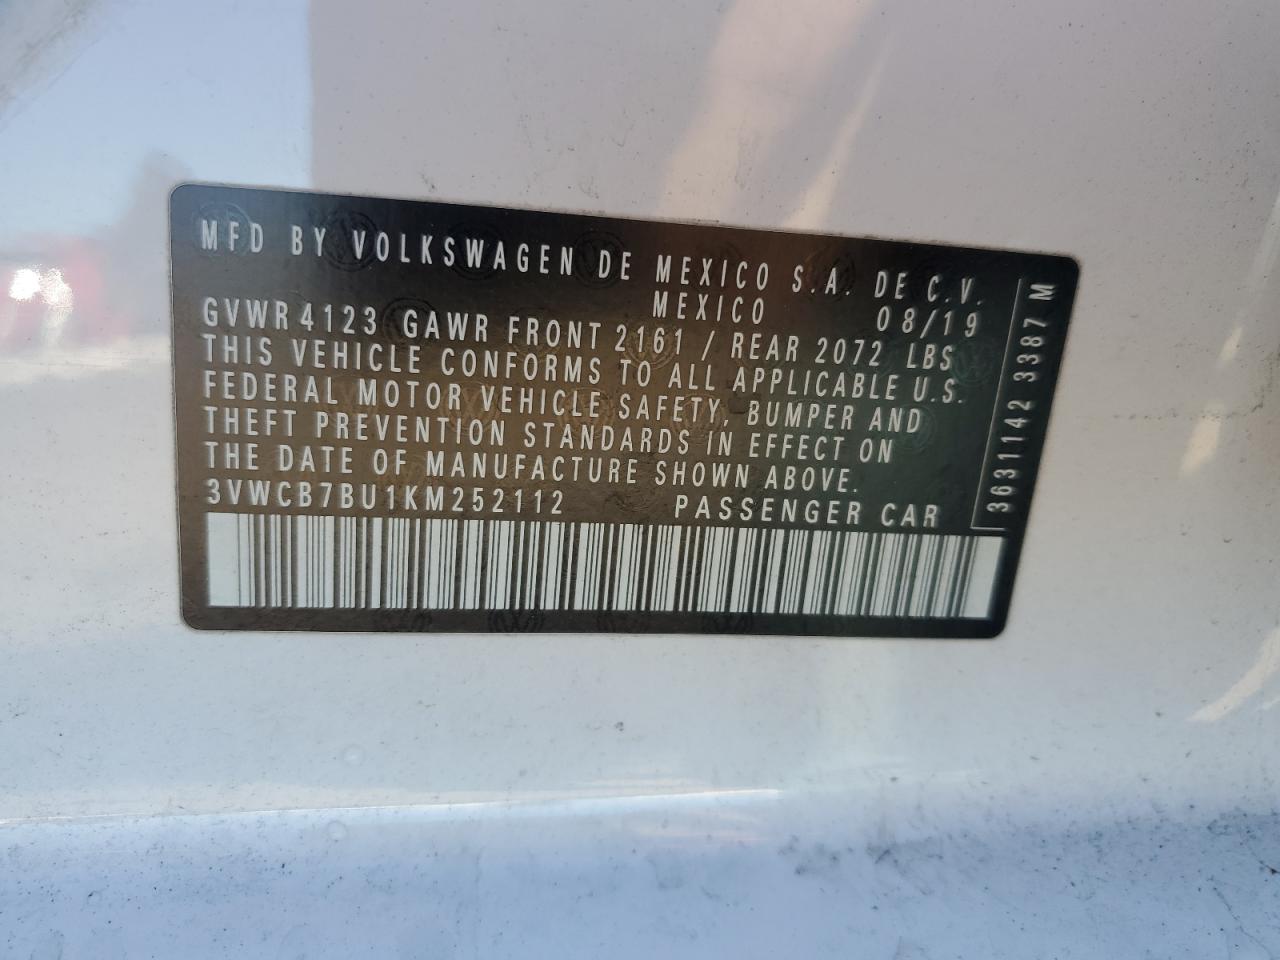 MFD BY VOLKSWAGEN DE MEXICO S.A. DE C.V.
MEXICO 08/19
GVWR 4123 GAWR FRONT 2161 / REAR 2072 LBS
THIS VEHICLE CONFORMS TO ALL APPLICABLE U.S.
FEDERAL MOTOR VEHICLE SAFETY, BUMPER AND
THEFT PREVENTION STANDARDS IN EFFECT ON
THE DATE OF MANUFACTURE SHOWN ABOVE.
3VWCB7BU1KM252112 PASSENGER CAR
3631142 3387 M